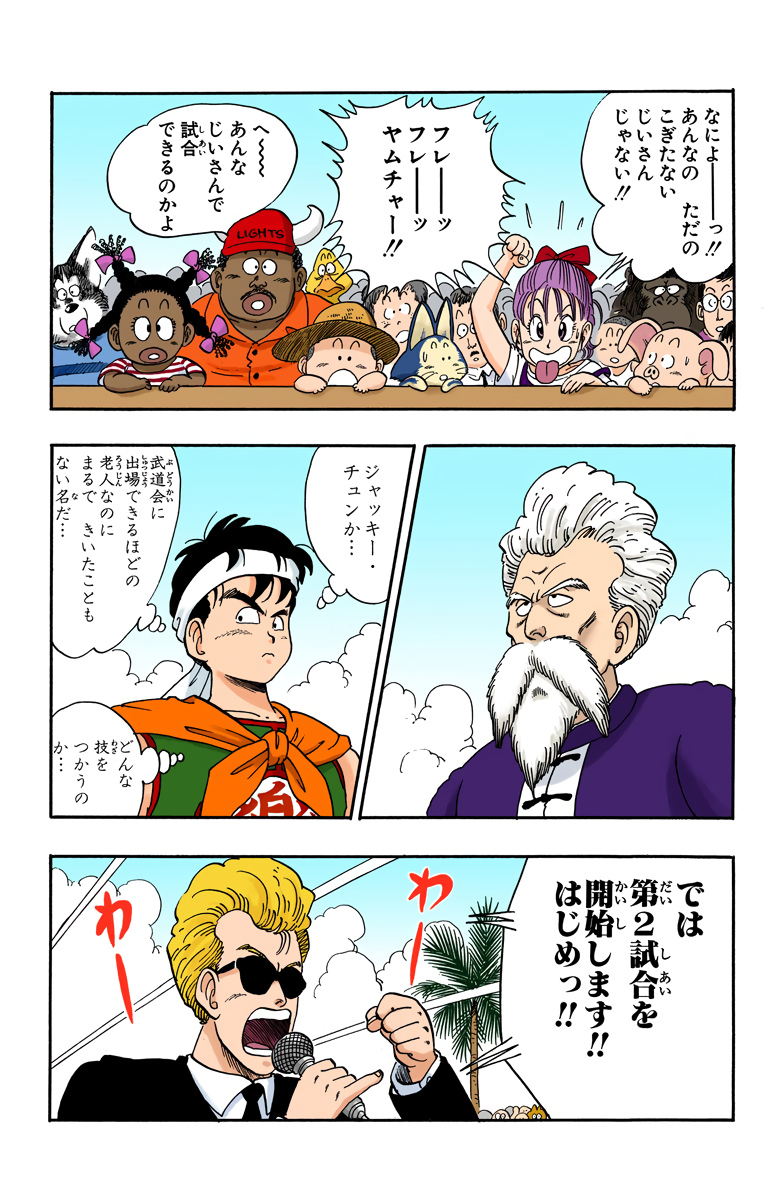 なによ――っ!!
あんなの ただの
こぎたない
じいさん
じゃない!!
フレーーッ
フレーーッ
ヤムチャー!!
へ~~~
あんな
じいさんで
試合
できるのかよ
LIGHTS
ジャッキー・
チュンか…
武道会に
出場できるほどの
老人なのに
まるで きいたことも
ない名だ…
どんな
技を
つかうの
か…
では
第2試合を
開始します!!
はじめっ!!
わー
わー